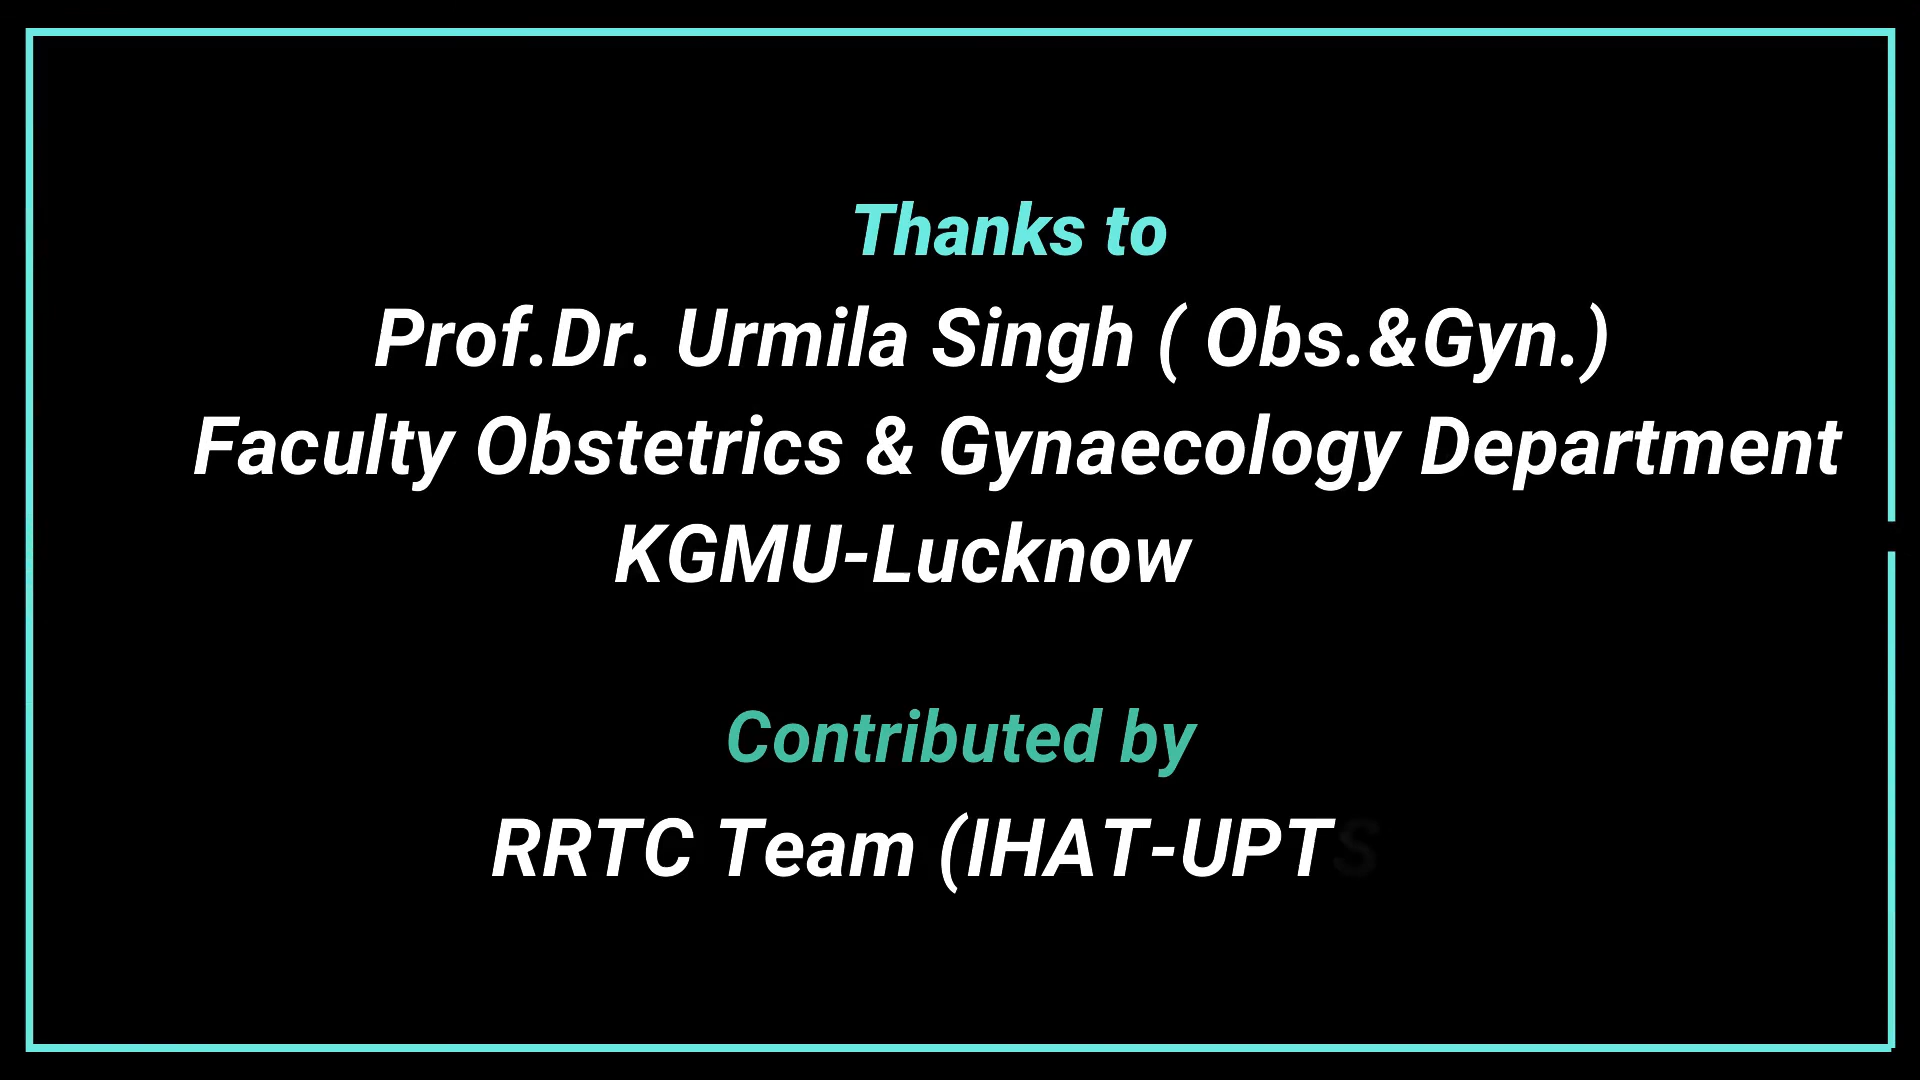 Thanks to
Prof.Dr. Urmila Singh ( Obs.&Gyn.)
Faculty Obstetrics & Gynaecology Department
KGMU-Lucknow
Contributed by
RRTC Team (IHAT-UPTS